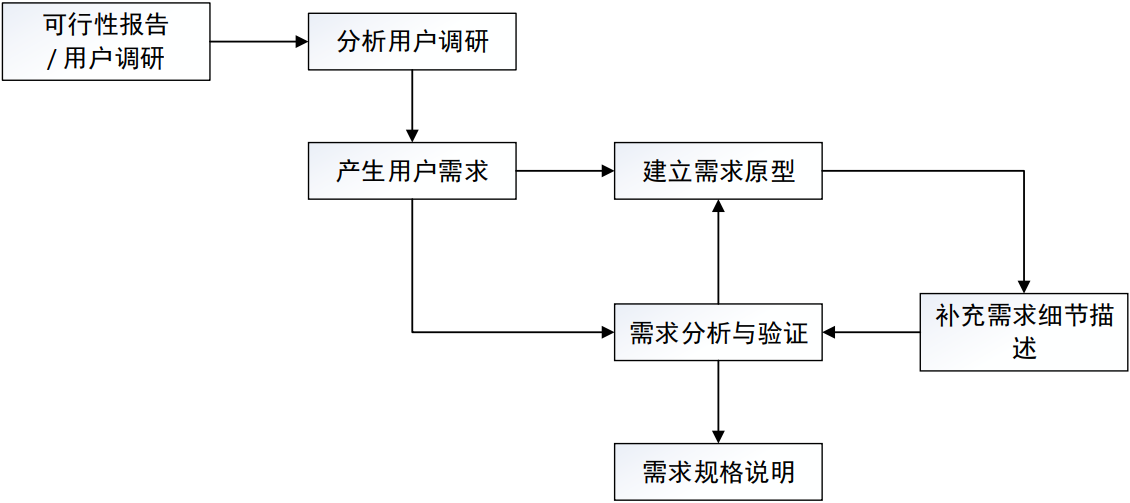 可行性报告
/用户调研
分析用户调研
产生用户需求
建立需求原型
需求分析与验证
补充需求细节描
述
需求规格说明